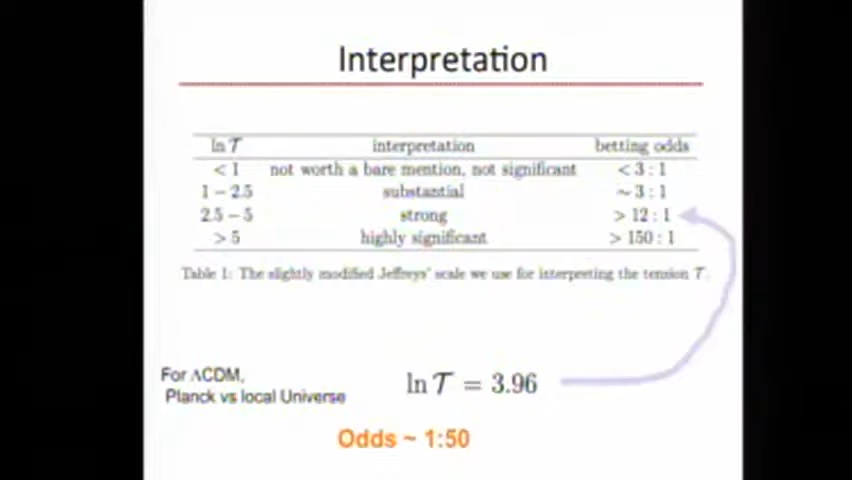 Interpretation
ln 𝒯 interpretation betting odds
< 1 not worth a bare mention, not significant < 3 : 1
1 − 2.5 substantial ∼ 3 : 1
2.5 − 5 strong > 12 : 1
> 5 highly significant > 150 : 1
Table 1: The slightly modified Jeffreys' scale we use for interpreting the tension 𝒯.
For ΛCDM,
Planck vs local Universe
ln 𝒯 = 3.96
Odds ~ 1:50